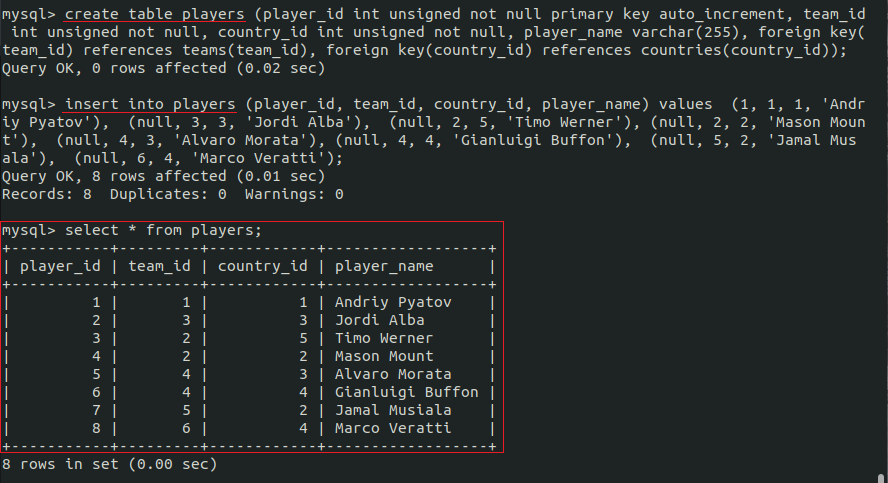 mysql> create table players (player_id int unsigned not null primary key auto_increment, team_id
 int unsigned not null, country_id int unsigned not null, player_name varchar(255), foreign key(
team_id) references teams(team_id), foreign key(country_id) references countries(country_id));
Query OK, 0 rows affected (0.02 sec)

mysql> insert into players (player_id, team_id, country_id, player_name) values  (1, 1, 1, 'Andr
iy Pyatov'),  (null, 3, 3, 'Jordi Alba'),  (null, 2, 5, 'Timo Werner'), (null, 2, 2, 'Mason Moun
t'),  (null, 4, 3, 'Alvaro Morata'), (null, 4, 4, 'Gianluigi Buffon'),  (null, 5, 2, 'Jamal Mus
ala'),  (null, 6, 4, 'Marco Veratti');
Query OK, 8 rows affected (0.01 sec)
Records: 8  Duplicates: 0  Warnings: 0

mysql> select * from players;
+-----------+---------+------------+------------------+
| player_id | team_id | country_id | player_name      |
+-----------+---------+------------+------------------+
|         1 |       1 |          1 | Andriy Pyatov    |
|         2 |       3 |          3 | Jordi Alba       |
|         3 |       2 |          5 | Timo Werner      |
|         4 |       2 |          2 | Mason Mount      |
|         5 |       4 |          3 | Alvaro Morata    |
|         6 |       4 |          4 | Gianluigi Buffon |
|         7 |       5 |          2 | Jamal Musiala    |
|         8 |       6 |          4 | Marco Veratti    |
+-----------+---------+------------+------------------+
8 rows in set (0.00 sec)